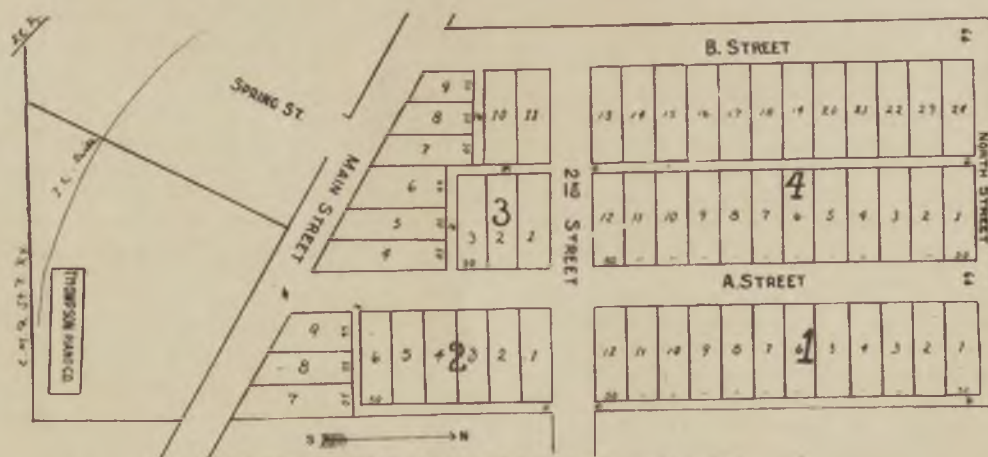 B. STREET
SPRING ST.
MAIN STREET
2ND STREET
NORTH STREET
A. STREET
9
8
7
10
11
13 14 15 16 17 18 19 20 21 22 23 24
6
5
4
3 2 1
3
12 11 10 9 8 7 6 5 4 3 2 1
4
9
8
7
6 5 4 3 2 1
2
12 11 10 9 8 7 6 5 4 3 2 1
1
S N